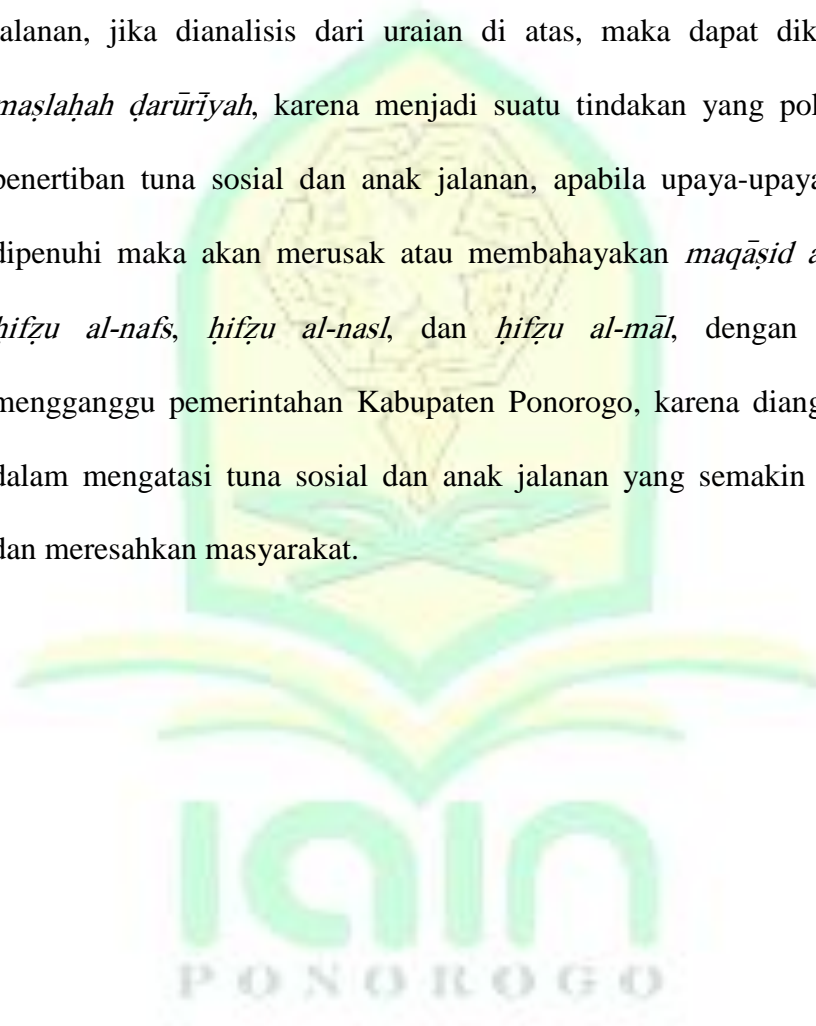 jalanan, jika dianalisis dari uraian di atas, maka dapat dik
maṣlaḥah ḍarūrīyah, karena menjadi suatu tindakan yang pol
penertiban tuna sosial dan anak jalanan, apabila upaya-upaya
dipenuhi maka akan merusak atau membahayakan maqāṣid a
ḥifẓu al-nafs, ḥifẓu al-nasl, dan ḥifẓu al-māl, dengan
mengganggu pemerintahan Kabupaten Ponorogo, karena diang
dalam mengatasi tuna sosial dan anak jalanan yang semakin
dan meresahkan masyarakat.
iain
PONOROGO